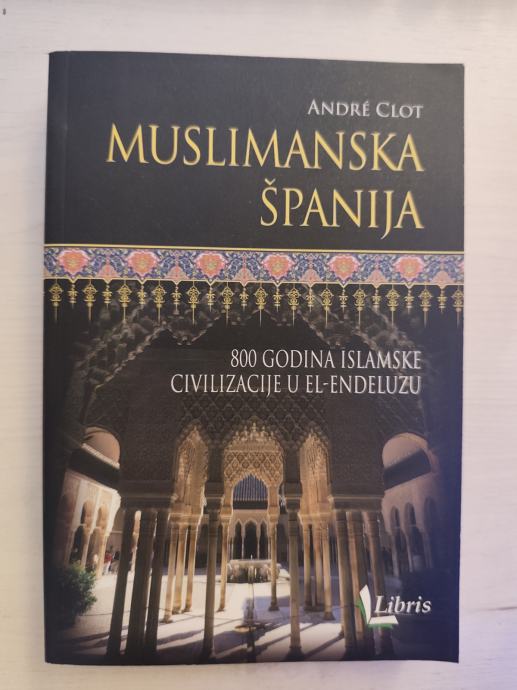 ANDRÉ CLOT
MUSLIMANSKA
ŠPANIJA
800 GODINA ISLAMSKE
CIVILIZACIJE U EL-ENDELUZU
Libris